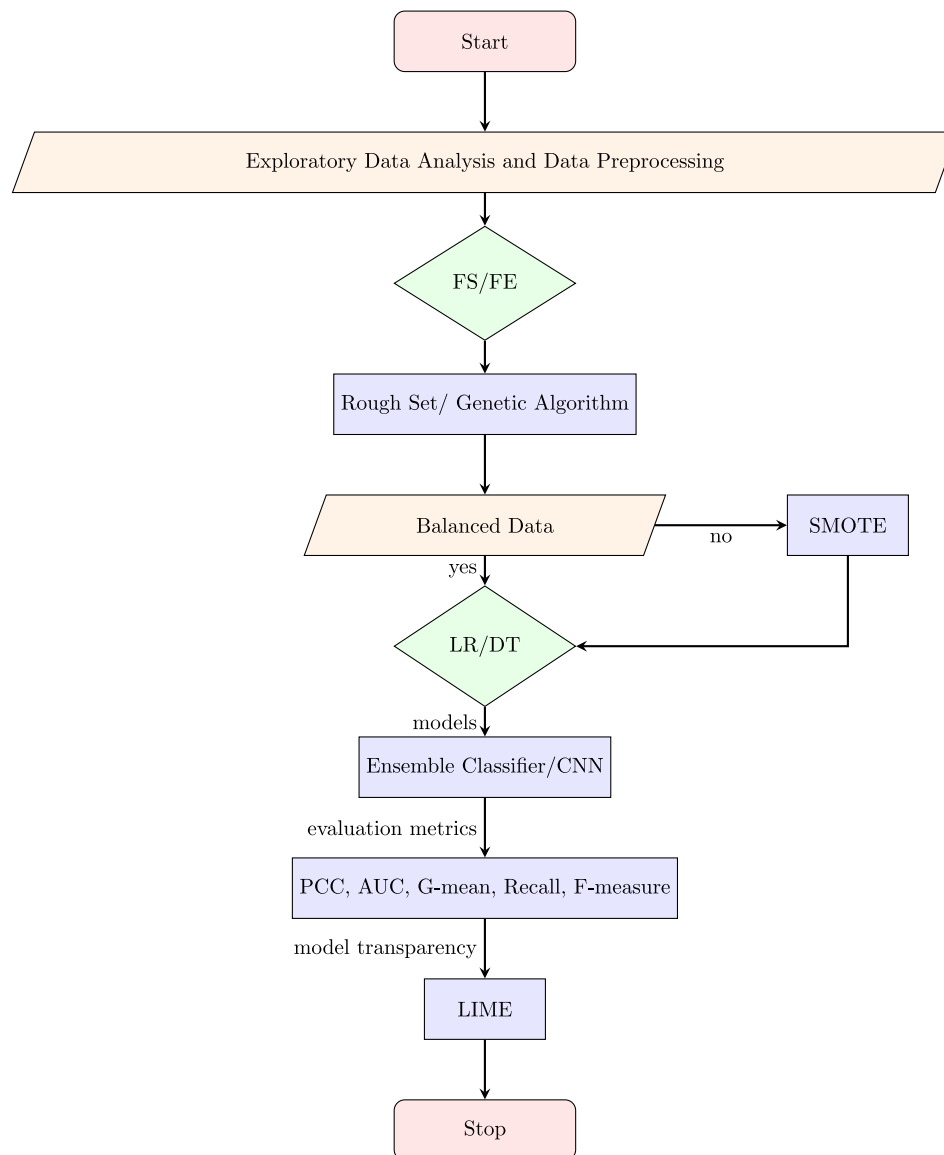 Start
Exploratory Data Analysis and Data Preprocessing
FS/FE
Rough Set/ Genetic Algorithm
Balanced Data
no
SMOTE
yes
LR/DT
models
Ensemble Classifier/CNN
evaluation metrics
PCC, AUC, G-mean, Recall, F-measure
model transparency
LIME
Stop